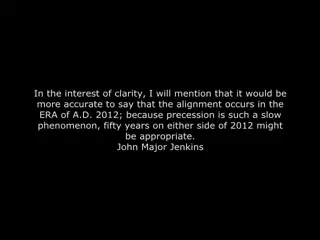 In the interest of clarity, I will mention that it would be
more accurate to say that the alignment occurs in the
ERA of A.D. 2012; because precession is such a slow
phenomenon, fifty years on either side of 2012 might
be appropriate.
John Major Jenkins